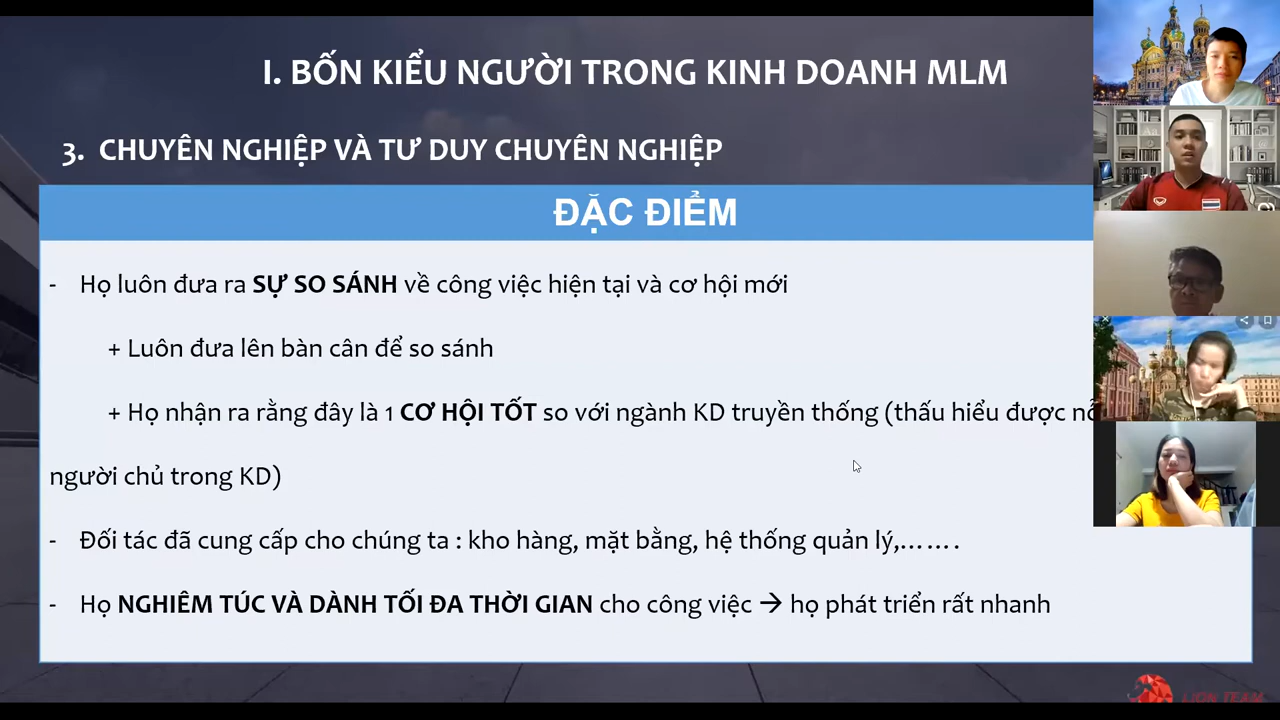 I. BỐN KIỂU NGƯỜI TRONG KINH DOANH MLM
3. CHUYÊN NGHIỆP VÀ TƯ DUY CHUYÊN NGHIỆP
ĐẶC ĐIỂM
- Họ luôn đưa ra SỰ SO SÁNH về công việc hiện tại và cơ hội mới
+ Luôn đưa lên bàn cân để so sánh
+ Họ nhận ra rằng đây là 1 CƠ HỘI TỐT so với ngành KD truyền thống (thấu hiểu được
người chủ trong KD)
- Đối tác đã cung cấp cho chúng ta : kho hàng, mặt bằng, hệ thống quản lý,.......
- Họ NGHIÊM TÚC VÀ DÀNH TỐI ĐA THỜI GIAN cho công việc → họ phát triển rất nhanh
LION TEAM